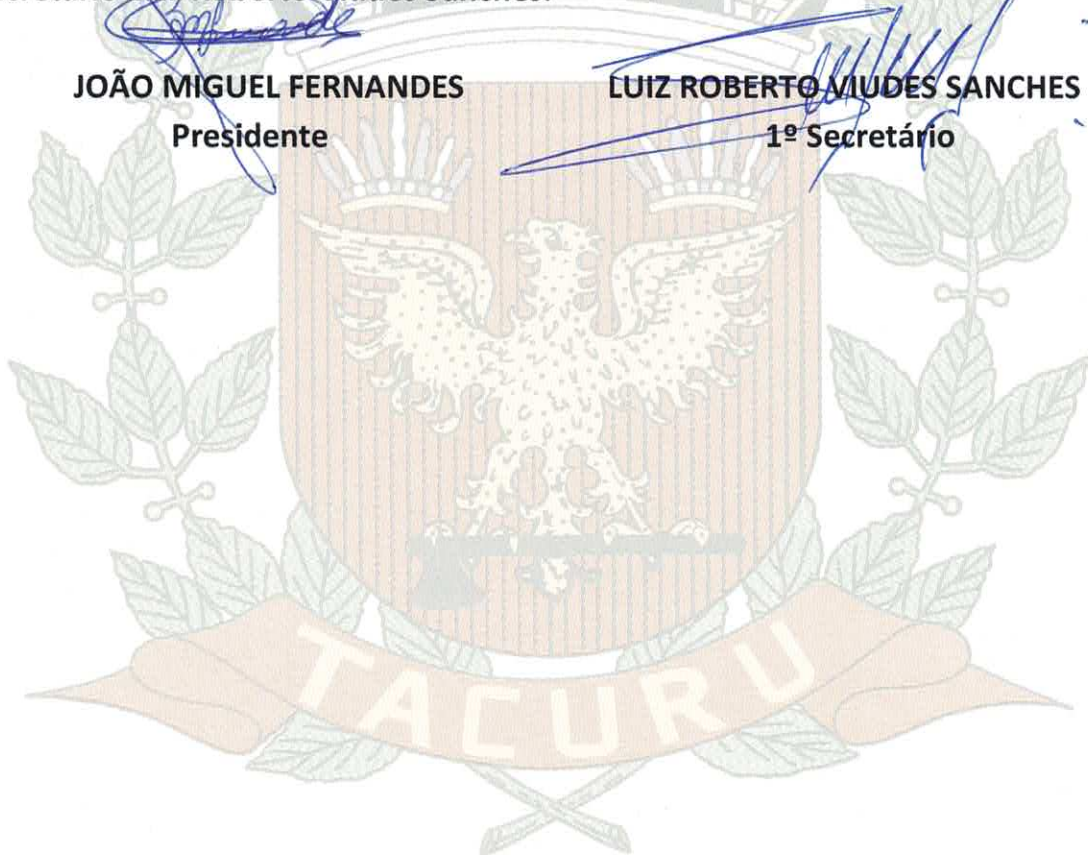 JOÃO MIGUEL FERNANDES
Presidente
LUIZ ROBERTO VIUDES SANCHES
1º Secretário
TACURU